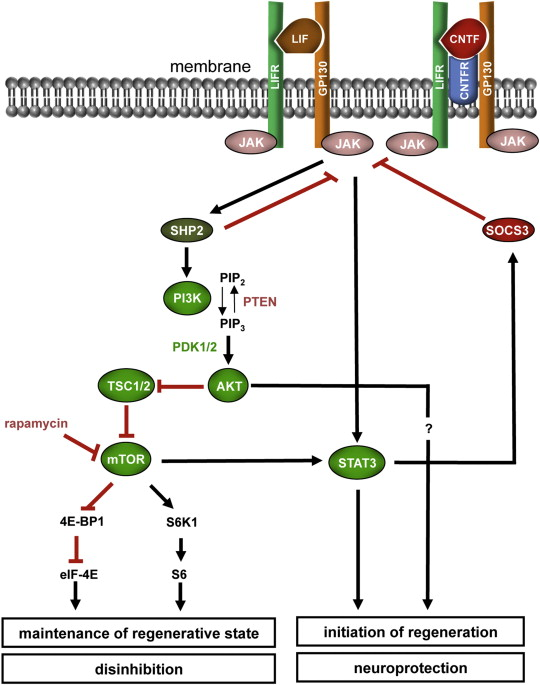 LIF
CNTF
membrane
LIFR
GP130
LIFR
CNTFR
GP130
JAK
JAK
JAK
JAK
SHP2
SOCS3
PIP2
PI3K
PTEN
PIP3
PDK1/2
TSC1/2
AKT
rapamycin
?
mTOR
STAT3
4E-BP1
S6K1
eIF-4E
S6
maintenance of regenerative state
initiation of regeneration
disinhibition
neuroprotection